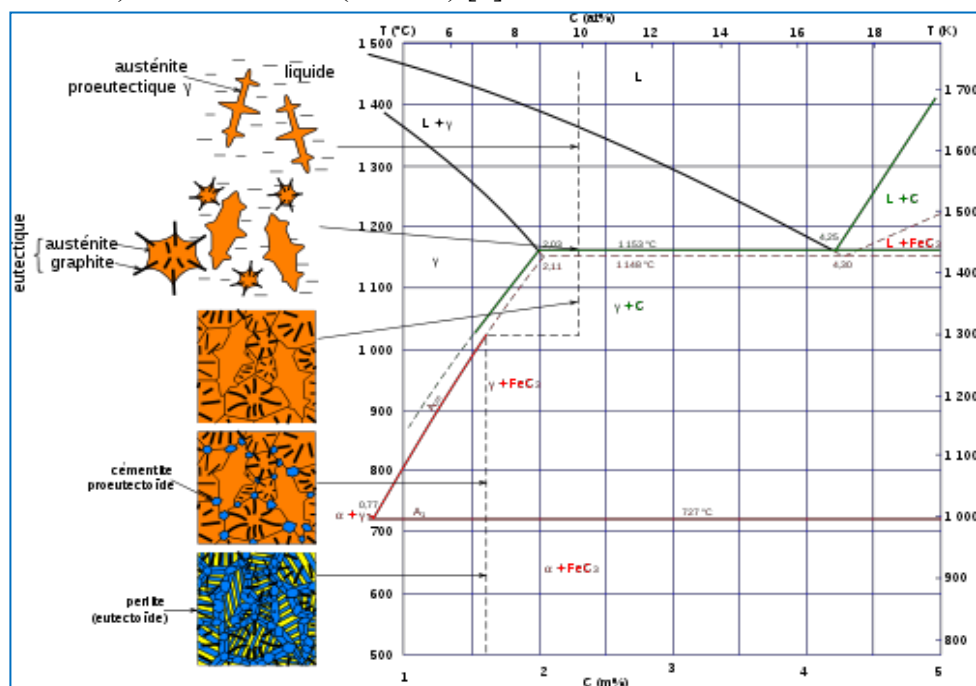 C (at%)
T (°C) 6 8 10 12 14 16 18 T (K)
1 500
austénite
proeutectique γ
liquide
L
1 700
1 400
L + γ
1 600
1 300
L + C
1 500
1 200
eutectique
austénite
graphite
γ
2,03
1 153 °C
4,25
L + FeC3
2,11
1 148 °C
4,30
1 400
1 100
γ + C
1 300
1 000
γ + FeC3
1 200
900
1 100
800
cémentite
proeutectoïde
0,77
α + γ
A1
727 °C
1 000
700
α + FeC3
900
perlite
(eutectoïde)
600
800
500
1 2 3 4 5
C (m%)